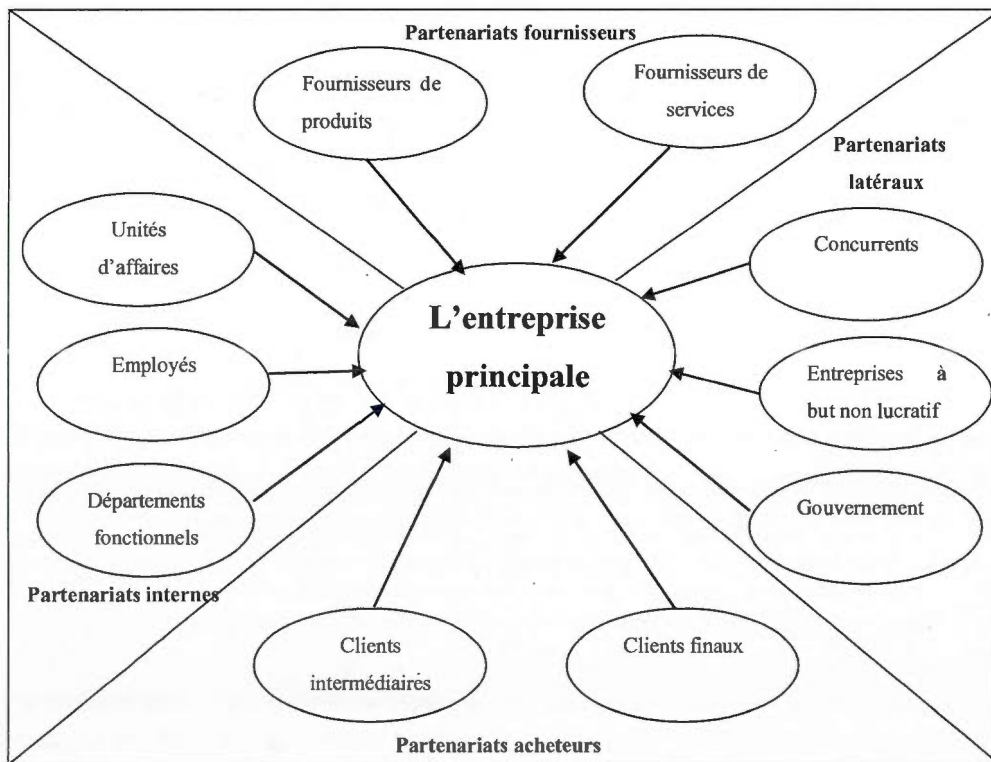 Partenariats fournisseurs
Fournisseurs de
produits
Fournisseurs de
services
Partenariats
latéraux
Unités
d'affaires
Concurrents
L'entreprise
principale
Employés
Entreprises à
but non lucratif
Départements
fonctionnels
Gouvernement
Partenariats internes
Clients
intermédiaires
Clients finaux
Partenariats acheteurs